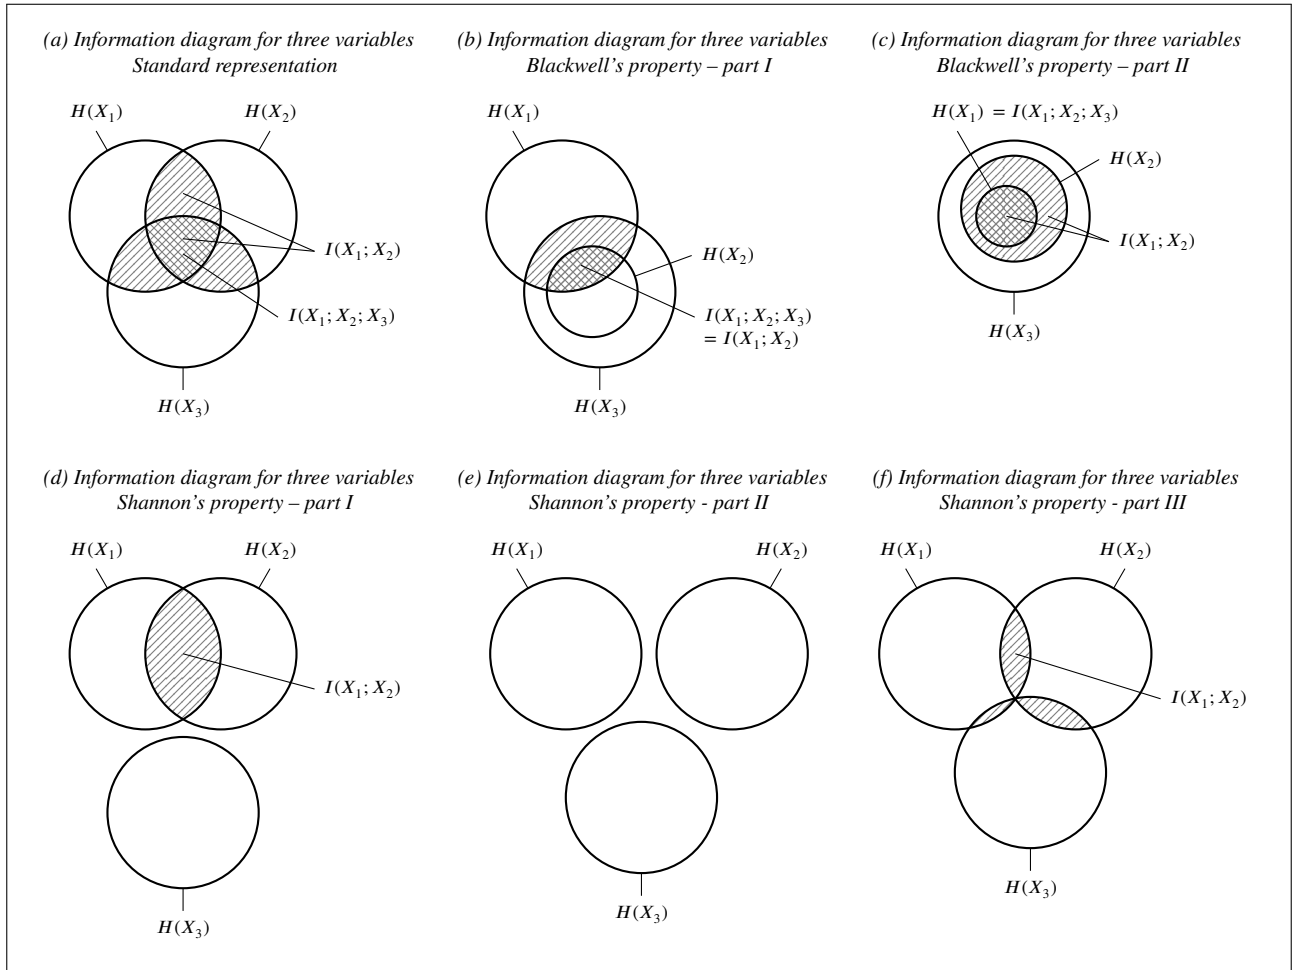 (a) Information diagram for three variables
Standard representation
H(X₁)
H(X₂)
I(X₁; X₂)
I(X₁; X₂; X₃)
H(X₃)
(b) Information diagram for three variables
Blackwell's property – part I
H(X₁)
H(X₂)
I(X₁; X₂; X₃)
= I(X₁; X₂)
H(X₃)
(c) Information diagram for three variables
Blackwell's property – part II
H(X₁) = I(X₁; X₂; X₃)
H(X₂)
I(X₁; X₂)
H(X₃)
(d) Information diagram for three variables
Shannon's property – part I
H(X₁)
H(X₂)
I(X₁; X₂)
H(X₃)
(e) Information diagram for three variables
Shannon's property - part II
H(X₁)
H(X₂)
H(X₃)
(f) Information diagram for three variables
Shannon's property - part III
H(X₁)
H(X₂)
I(X₁; X₂)
H(X₃)